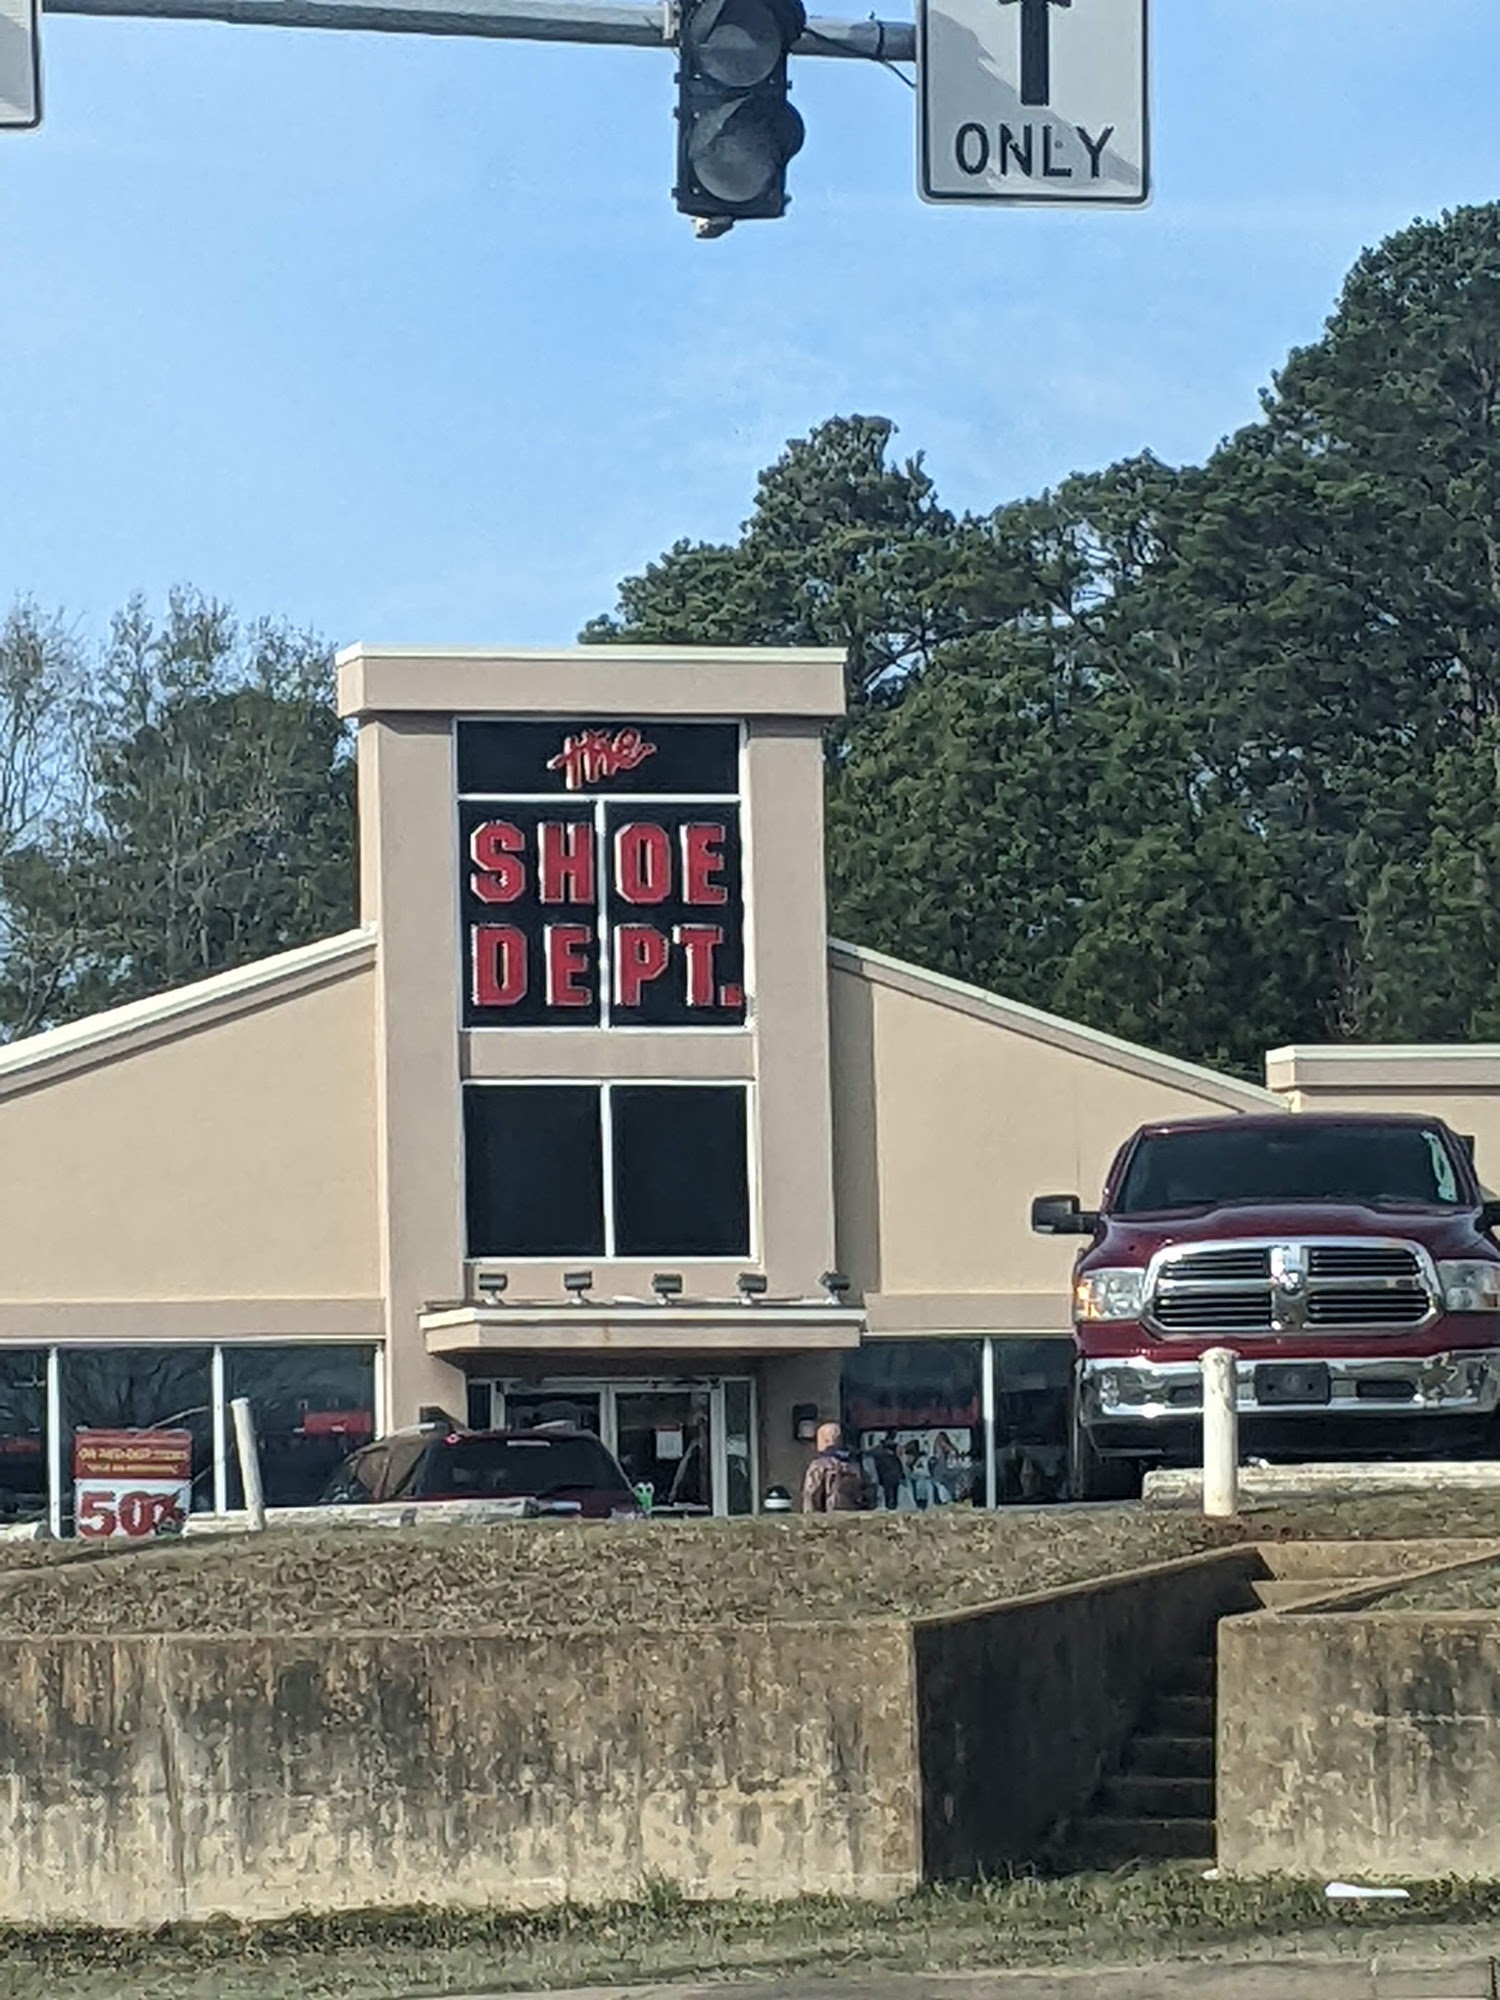 ONLY
the
SHOE
DEPT.
50%